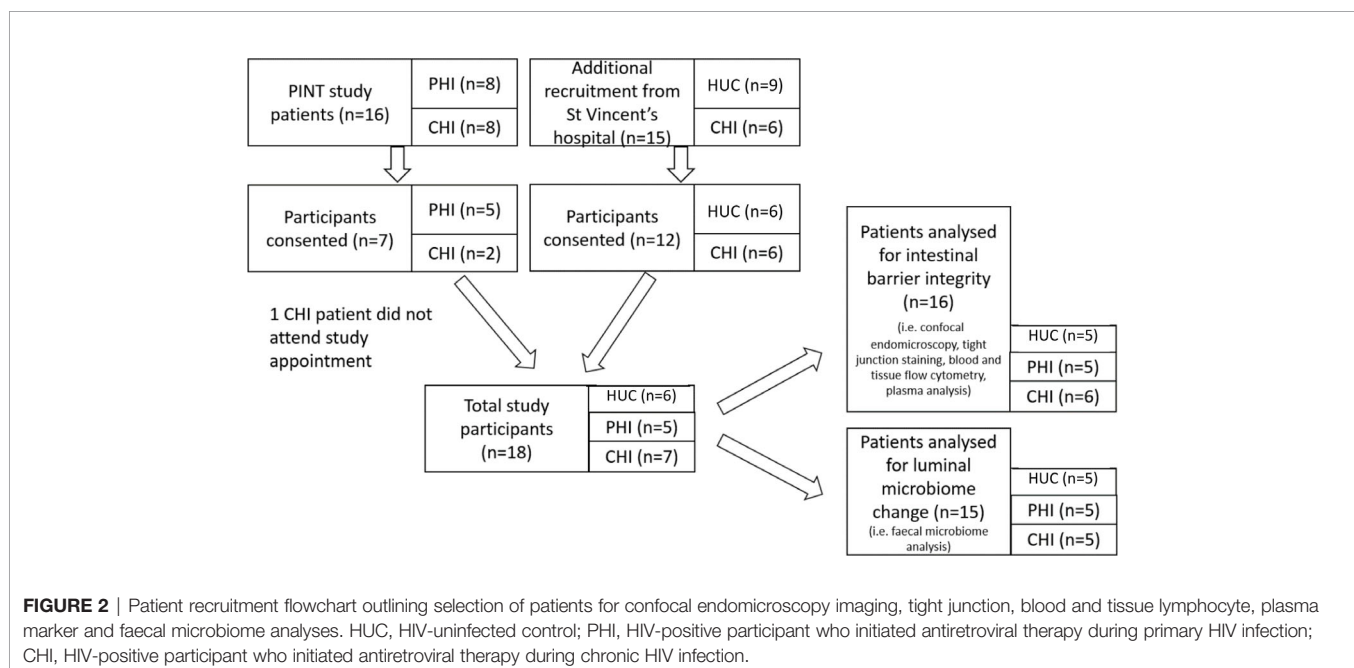 PINT study
patients (n=16)
PHI (n=8)
CHI (n=8)
Additional
recruitment from
St Vincent's
hospital (n=15)
HUC (n=9)
CHI (n=6)
Participants
consented (n=7)
PHI (n=5)
CHI (n=2)
Participants
consented (n=12)
HUC (n=6)
CHI (n=6)
1 CHI patient did not
attend study
appointment
Total study
participants
(n=18)
HUC (n=6)
PHI (n=5)
CHI (n=7)
Patients analysed
for intestinal
barrier integrity
(n=16)
(i.e. confocal
endomicroscopy, tight
junction staining, blood and
tissue flow cytometry,
plasma analysis)
HUC (n=5)
PHI (n=5)
CHI (n=6)
Patients analysed
for luminal
microbiome
change (n=15)
(i.e. faecal microbiome
analysis)
HUC (n=5)
PHI (n=5)
CHI (n=5)
FIGURE 2 | Patient recruitment flowchart outlining selection of patients for confocal endomicroscopy imaging, tight junction, blood and tissue lymphocyte, plasma
marker and faecal microbiome analyses. HUC, HIV-uninfected control; PHI, HIV-positive participant who initiated antiretroviral therapy during primary HIV infection;
CHI, HIV-positive participant who initiated antiretroviral therapy during chronic HIV infection.